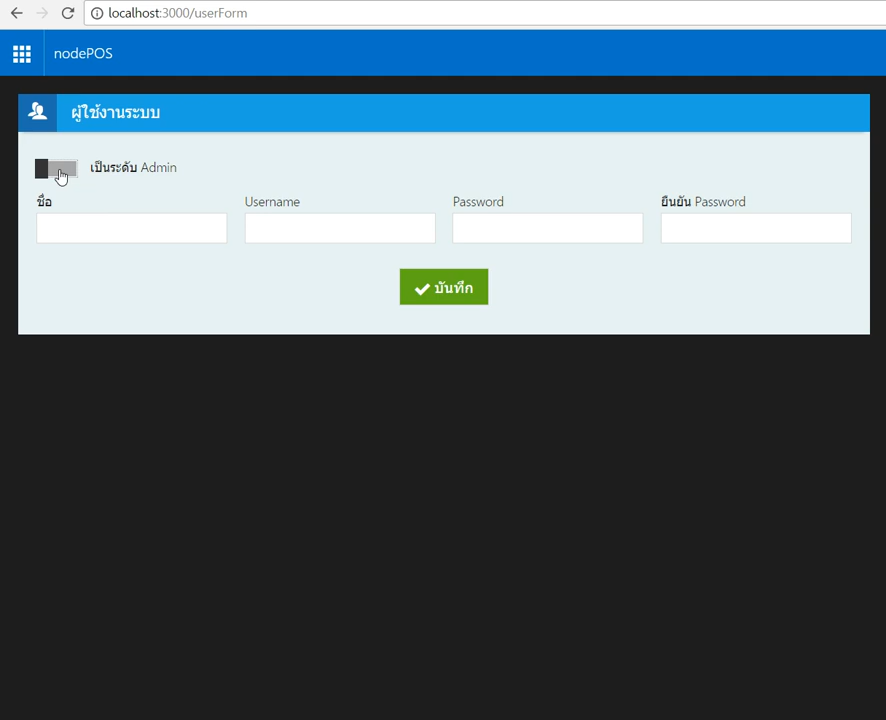 localhost:3000/userForm
nodePOS
ผู้ใช้งานระบบ
เป็นระดับ Admin
ชื่อ Username Password ยืนยัน Password
บันทึก